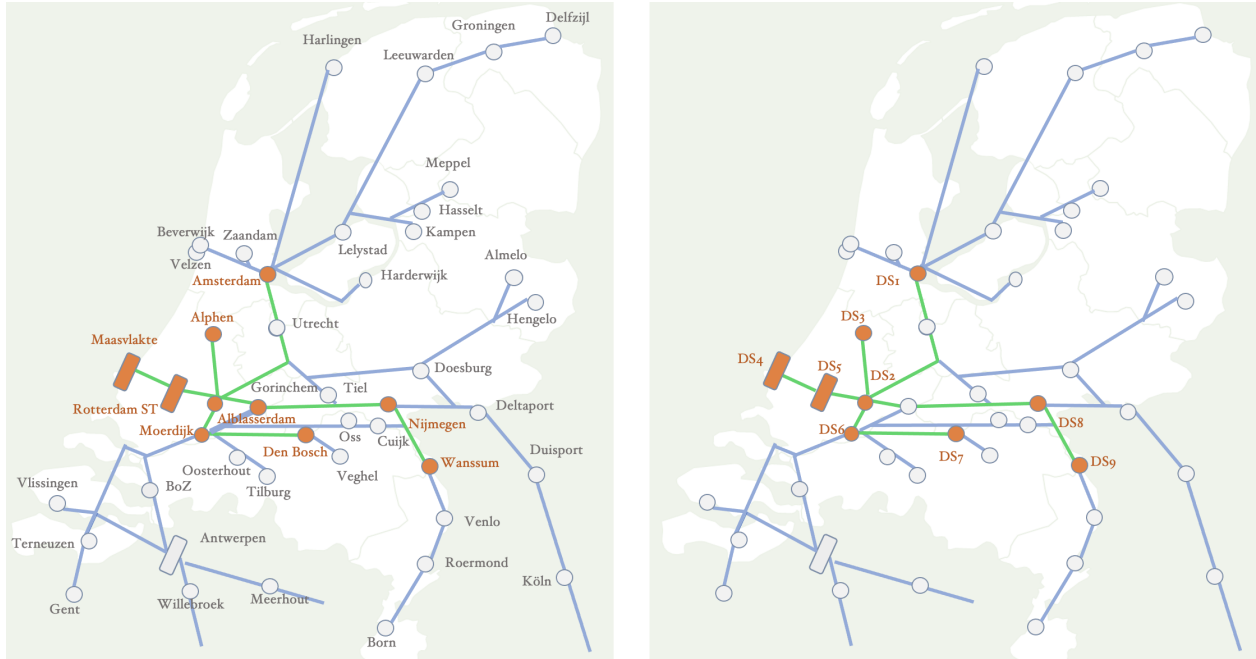 Delfzijl
Groningen
Harlingen
Leeuwarden
Meppel
Hasselt
Kampen
Beverwijk
Zaandam
Velzen
Lelystad
Almelo
Amsterdam
Harderwijk
Hengelo
Alphen
Utrecht
Maasvlakte
Doesburg
Gorinchem
Tiel
Rotterdam ST
Alblasserdam
Deltaport
Moerdijk
Nijmegen
Oss
Cuijk
Den Bosch
Duisport
Wanssum
Oosterhout
Veghel
Tilburg
Vlissingen
BoZ
Venlo
Terneuzen
Antwerpen
Roermond
Köln
Gent
Willebroek
Meerhout
Born
DS1
DS3
DS4
DS5
DS2
DS6
DS8
DS7
DS9